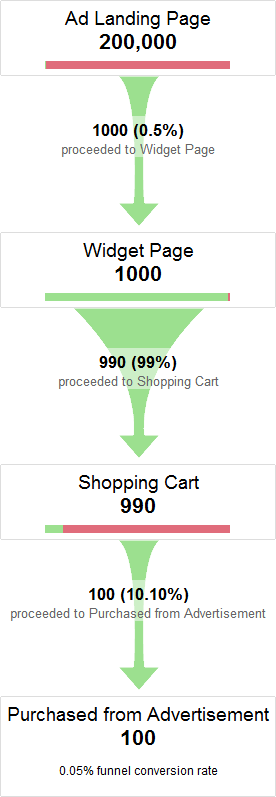 Ad Landing Page
200,000
1000 (0.5%)
proceeded to Widget Page
Widget Page
1000
990 (99%)
proceeded to Shopping Cart
Shopping Cart
990
100 (10.10%)
proceeded to Purchased from Advertisement
Purchased from Advertisement
100
0.05% funnel conversion rate